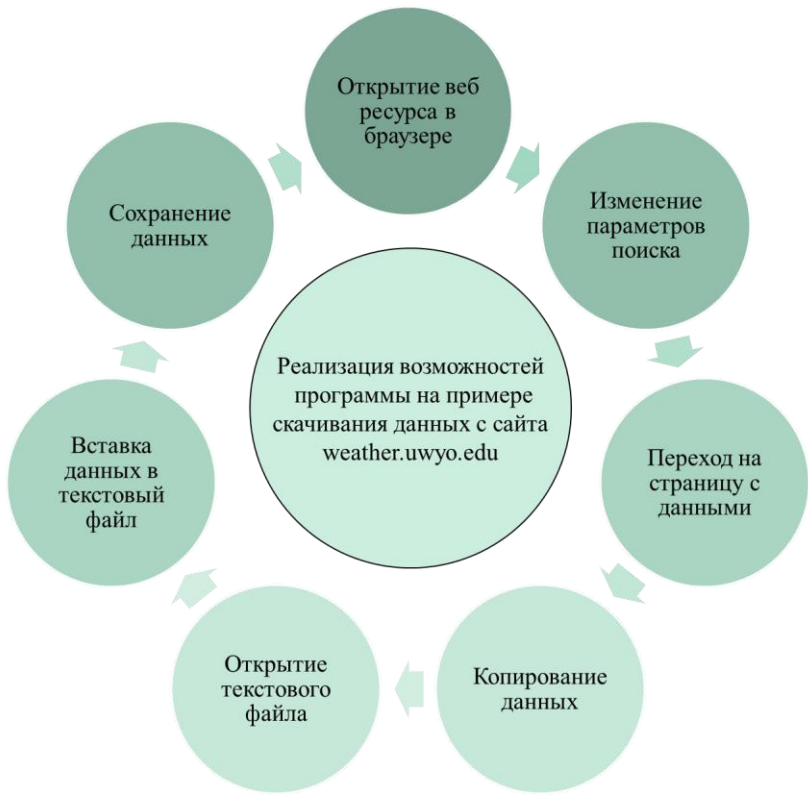 Открытие веб
ресурса в
браузере
Изменение
параметров
поиска
Переход на
страницу с
данными
Копирование
данных
Открытие
текстового
файла
Вставка
данных в
текстовый
файл
Сохранение
данных
Реализация возможностей
программы на примере
скачивания данных с сайта
weather.uwyo.edu